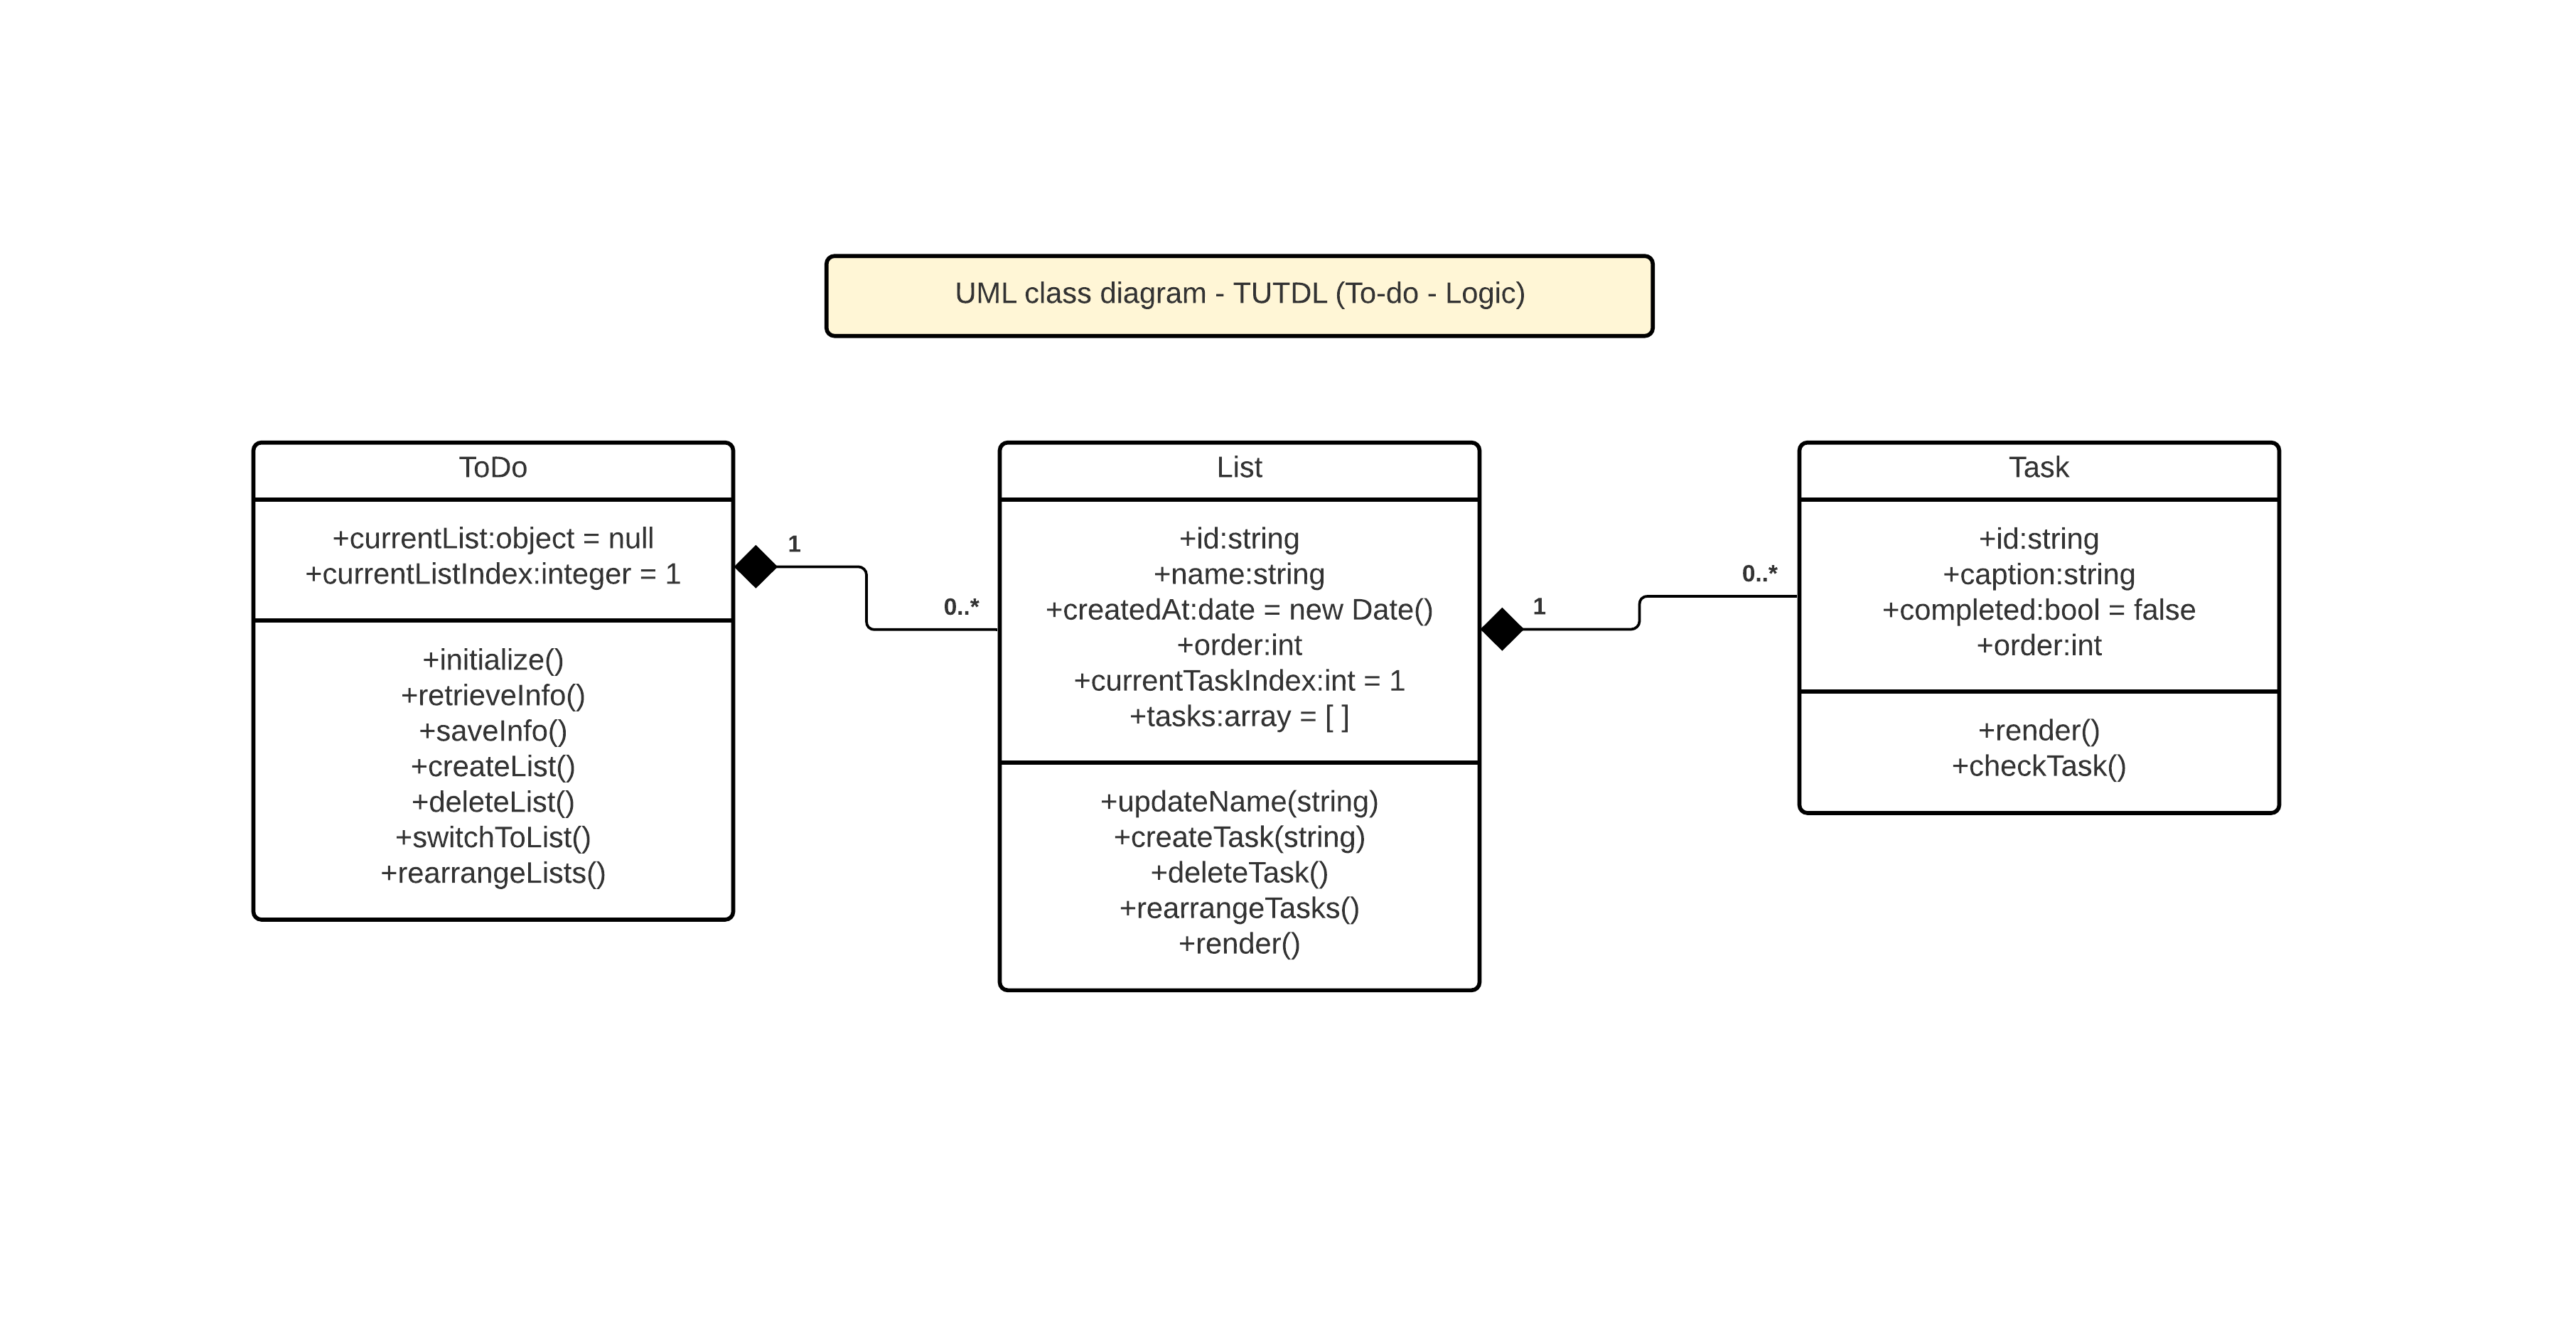 UML class diagram - TUTDL (To-do - Logic)
ToDo
+currentList:object = null
+currentListIndex:integer = 1
+initialize()
+retrieveInfo()
+saveInfo()
+createList()
+deleteList()
+switchToList()
+rearrangeLists()
1
0..*
List
+id:string
+name:string
+createdAt:date = new Date()
+order:int
+currentTaskIndex:int = 1
+tasks:array = [ ]
+updateName(string)
+createTask(string)
+deleteTask()
+rearrangeTasks()
+render()
1
0..*
Task
+id:string
+caption:string
+completed:bool = false
+order:int
+render()
+checkTask()